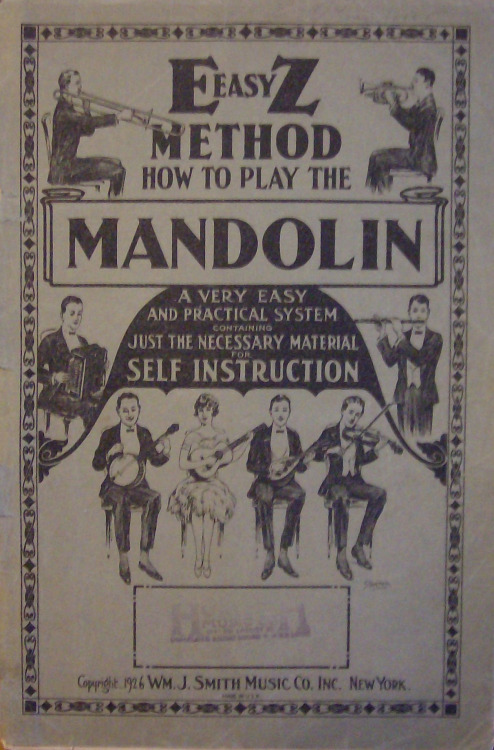 E EASY Z
METHOD
HOW TO PLAY THE
MANDOLIN
A VERY EASY
AND PRACTICAL SYSTEM
CONTAINING
JUST THE NECESSARY MATERIAL
FOR
SELF INSTRUCTION
Copyright 1926 WM. J. SMITH MUSIC CO. INC. NEW YORK.